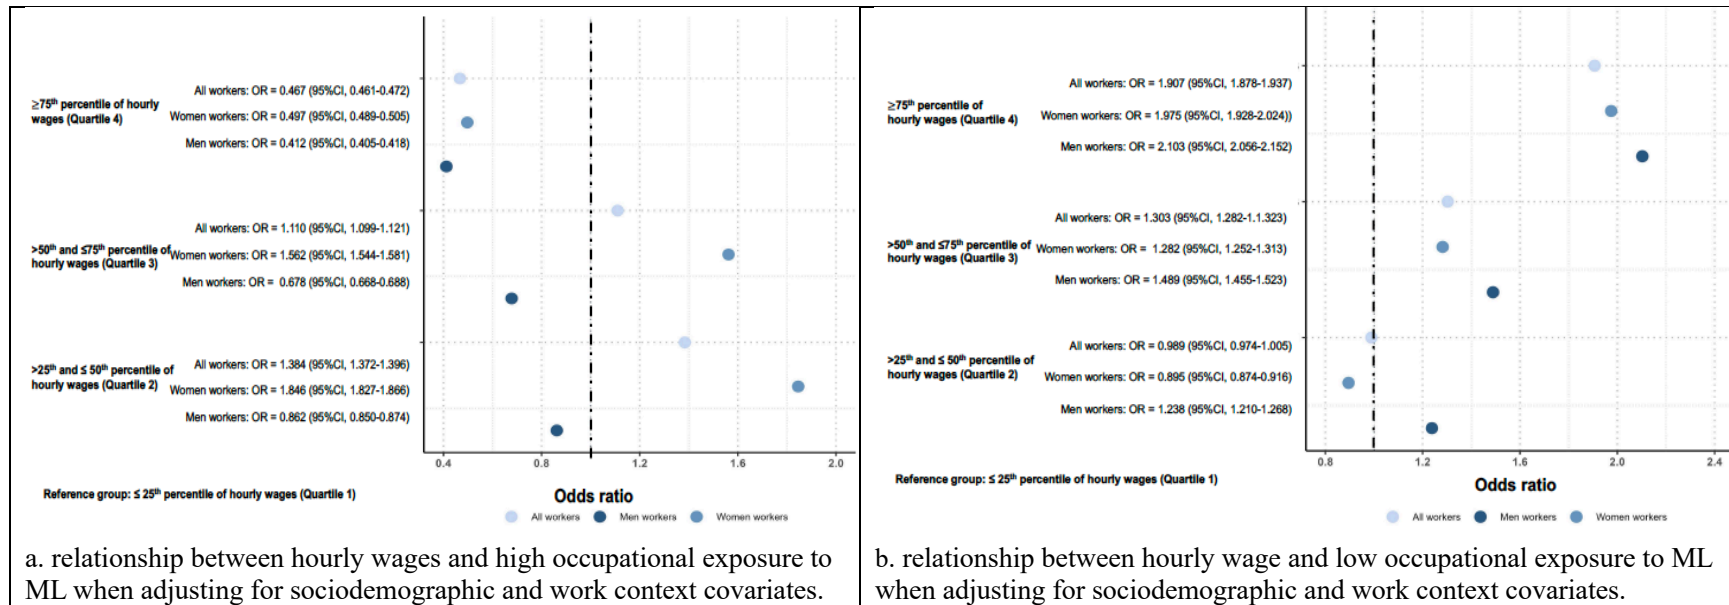 All workers: OR = 0.467 (95%CI, 0.461-0.472)
≥75th percentile of hourly
wages (Quartile 4)
Women workers: OR = 0.497 (95%CI, 0.489-0.505)
Men workers: OR = 0.412 (95%CI, 0.405-0.418)
All workers: OR = 1.110 (95%CI, 1.099-1.121)
>50th and ≤75th percentile of
hourly wages (Quartile 3)
Women workers: OR = 1.562 (95%CI, 1.544-1.581)
Men workers: OR = 0.678 (95%CI, 0.668-0.688)
All workers: OR = 1.384 (95%CI, 1.372-1.396)
>25th and ≤ 50th percentile of
hourly wages (Quartile 2)
Women workers: OR = 1.846 (95%CI, 1.827-1.866)
Men workers: OR = 0.862 (95%CI, 0.850-0.874)
0.4 0.8 1.2 1.6 2.0
Reference group: ≤ 25th percentile of hourly wages (Quartile 1)
Odds ratio
All workers Men workers Women workers
a. relationship between hourly wages and high occupational exposure to
ML when adjusting for sociodemographic and work context covariates.
All workers: OR = 1.907 (95%CI, 1.878-1.937)
≥75th percentile of
hourly wages (Quartile 4)
Women workers: OR = 1.975 (95%CI, 1.928-2.024))
Men workers: OR = 2.103 (95%CI, 2.056-2.152)
All workers: OR = 1.303 (95%CI, 1.282-1.1.323)
>50th and ≤75th percentile of
hourly wages (Quartile 3)
Women workers: OR = 1.282 (95%CI, 1.252-1.313)
Men workers: OR = 1.489 (95%CI, 1.455-1.523)
All workers: OR = 0.989 (95%CI, 0.974-1.005)
>25th and ≤ 50th percentile of
hourly wages (Quartile 2)
Women workers: OR = 0.895 (95%CI, 0.874-0.916)
Men workers: OR = 1.238 (95%CI, 1.210-1.268)
0.8 1.2 1.6 2.0 2.4
Reference group: ≤ 25th percentile of hourly wages (Quartile 1)
Odds ratio
All workers Men workers Women workers
b. relationship between hourly wage and low occupational exposure to ML
when adjusting for sociodemographic and work context covariates.